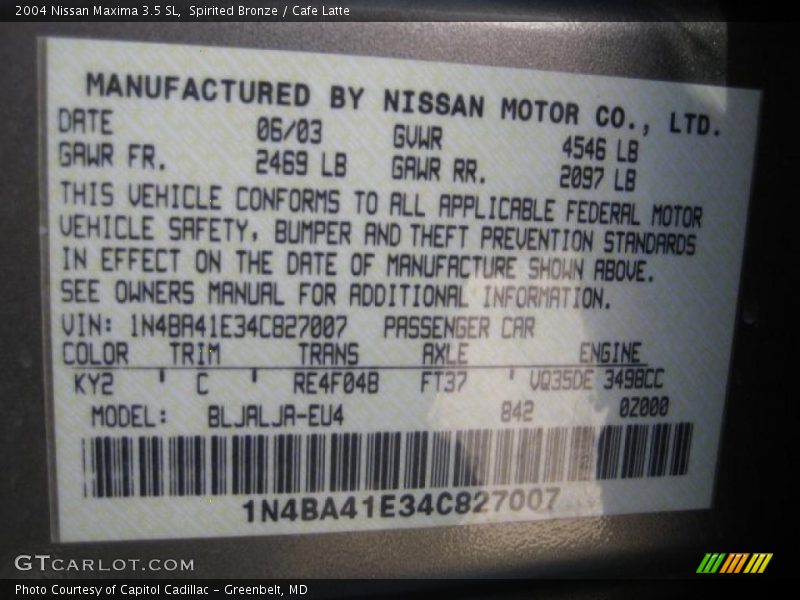 2004 Nissan Maxima 3.5 SL, Spirited Bronze / Cafe Latte
MANUFACTURED BY NISSAN MOTOR CO., LTD.
DATE 06/03 GVWR 4546 LB
GAWR FR. 2469 LB GAWR RR. 2097 LB
THIS VEHICLE CONFORMS TO ALL APPLICABLE FEDERAL MOTOR
VEHICLE SAFETY, BUMPER AND THEFT PREVENTION STANDARDS
IN EFFECT ON THE DATE OF MANUFACTURE SHOWN ABOVE.
SEE OWNERS MANUAL FOR ADDITIONAL INFORMATION.
VIN: 1N4BA41E34C827007 PASSENGER CAR
COLOR TRIM TRANS AXLE ENGINE
KY2 ' C ' RE4F04B FT37 ' VQ35DE 3498CC
MODEL: BLJALJA-EU4 842 0Z000
1N4BA41E34C827007
GTCARLOT.COM
Photo Courtesy of Capitol Cadillac - Greenbelt, MD